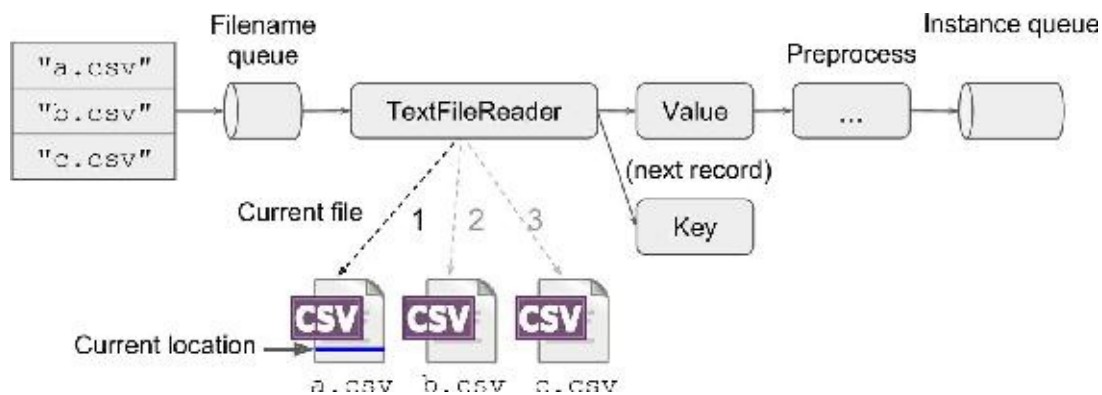 Filename
queue
Instance queue
Preprocess
"a.csv"
"b.csv"
"c.csv"
TextFileReader
Value
...
(next record)
Key
Current file
1
2
3
CSV
CSV
CSV
Current location
a.csv
b.csv
c.csv